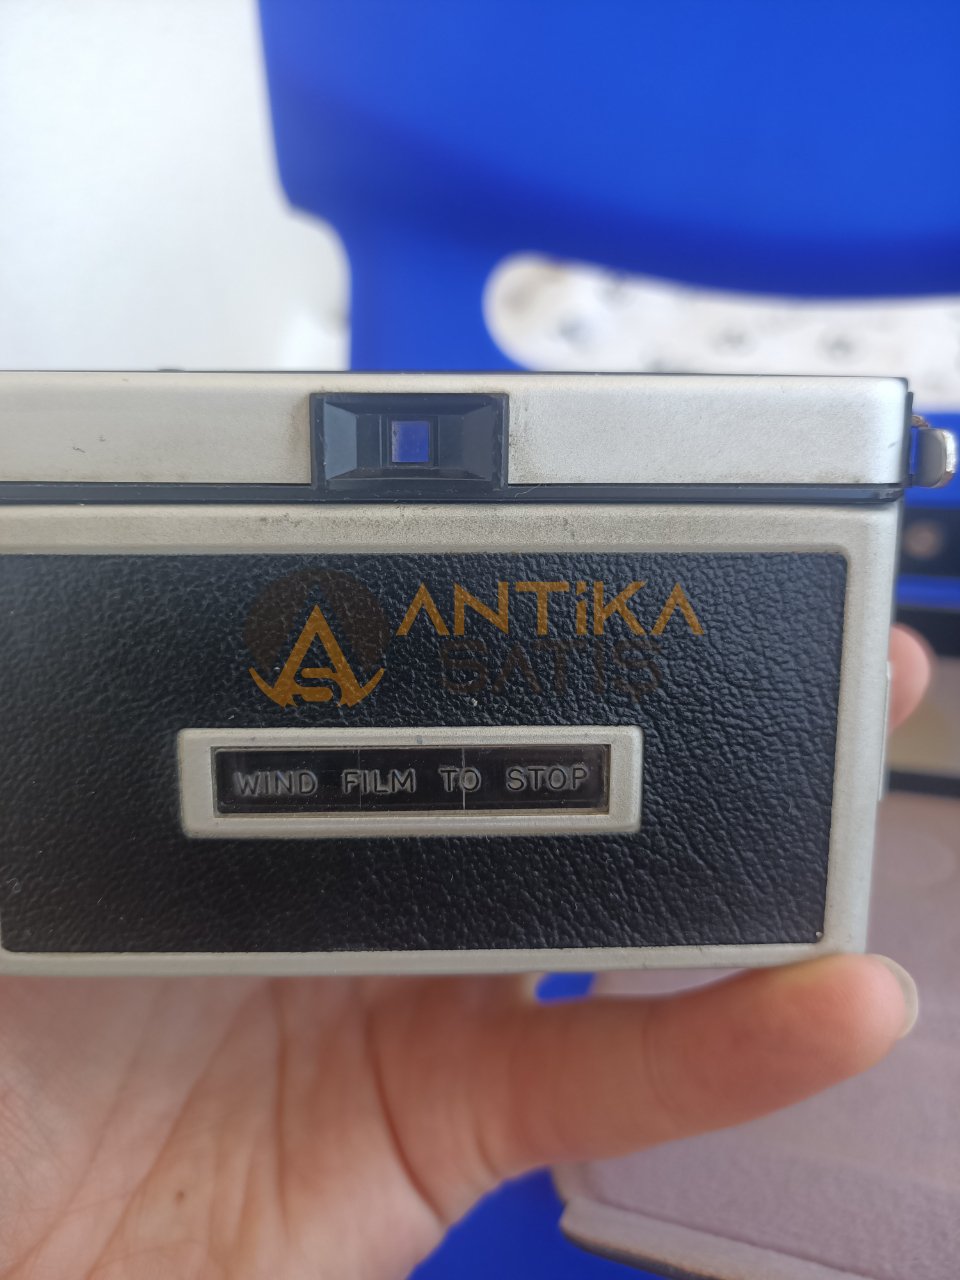 ANTiKA
SATIŞ
WIND FILM TO STOP